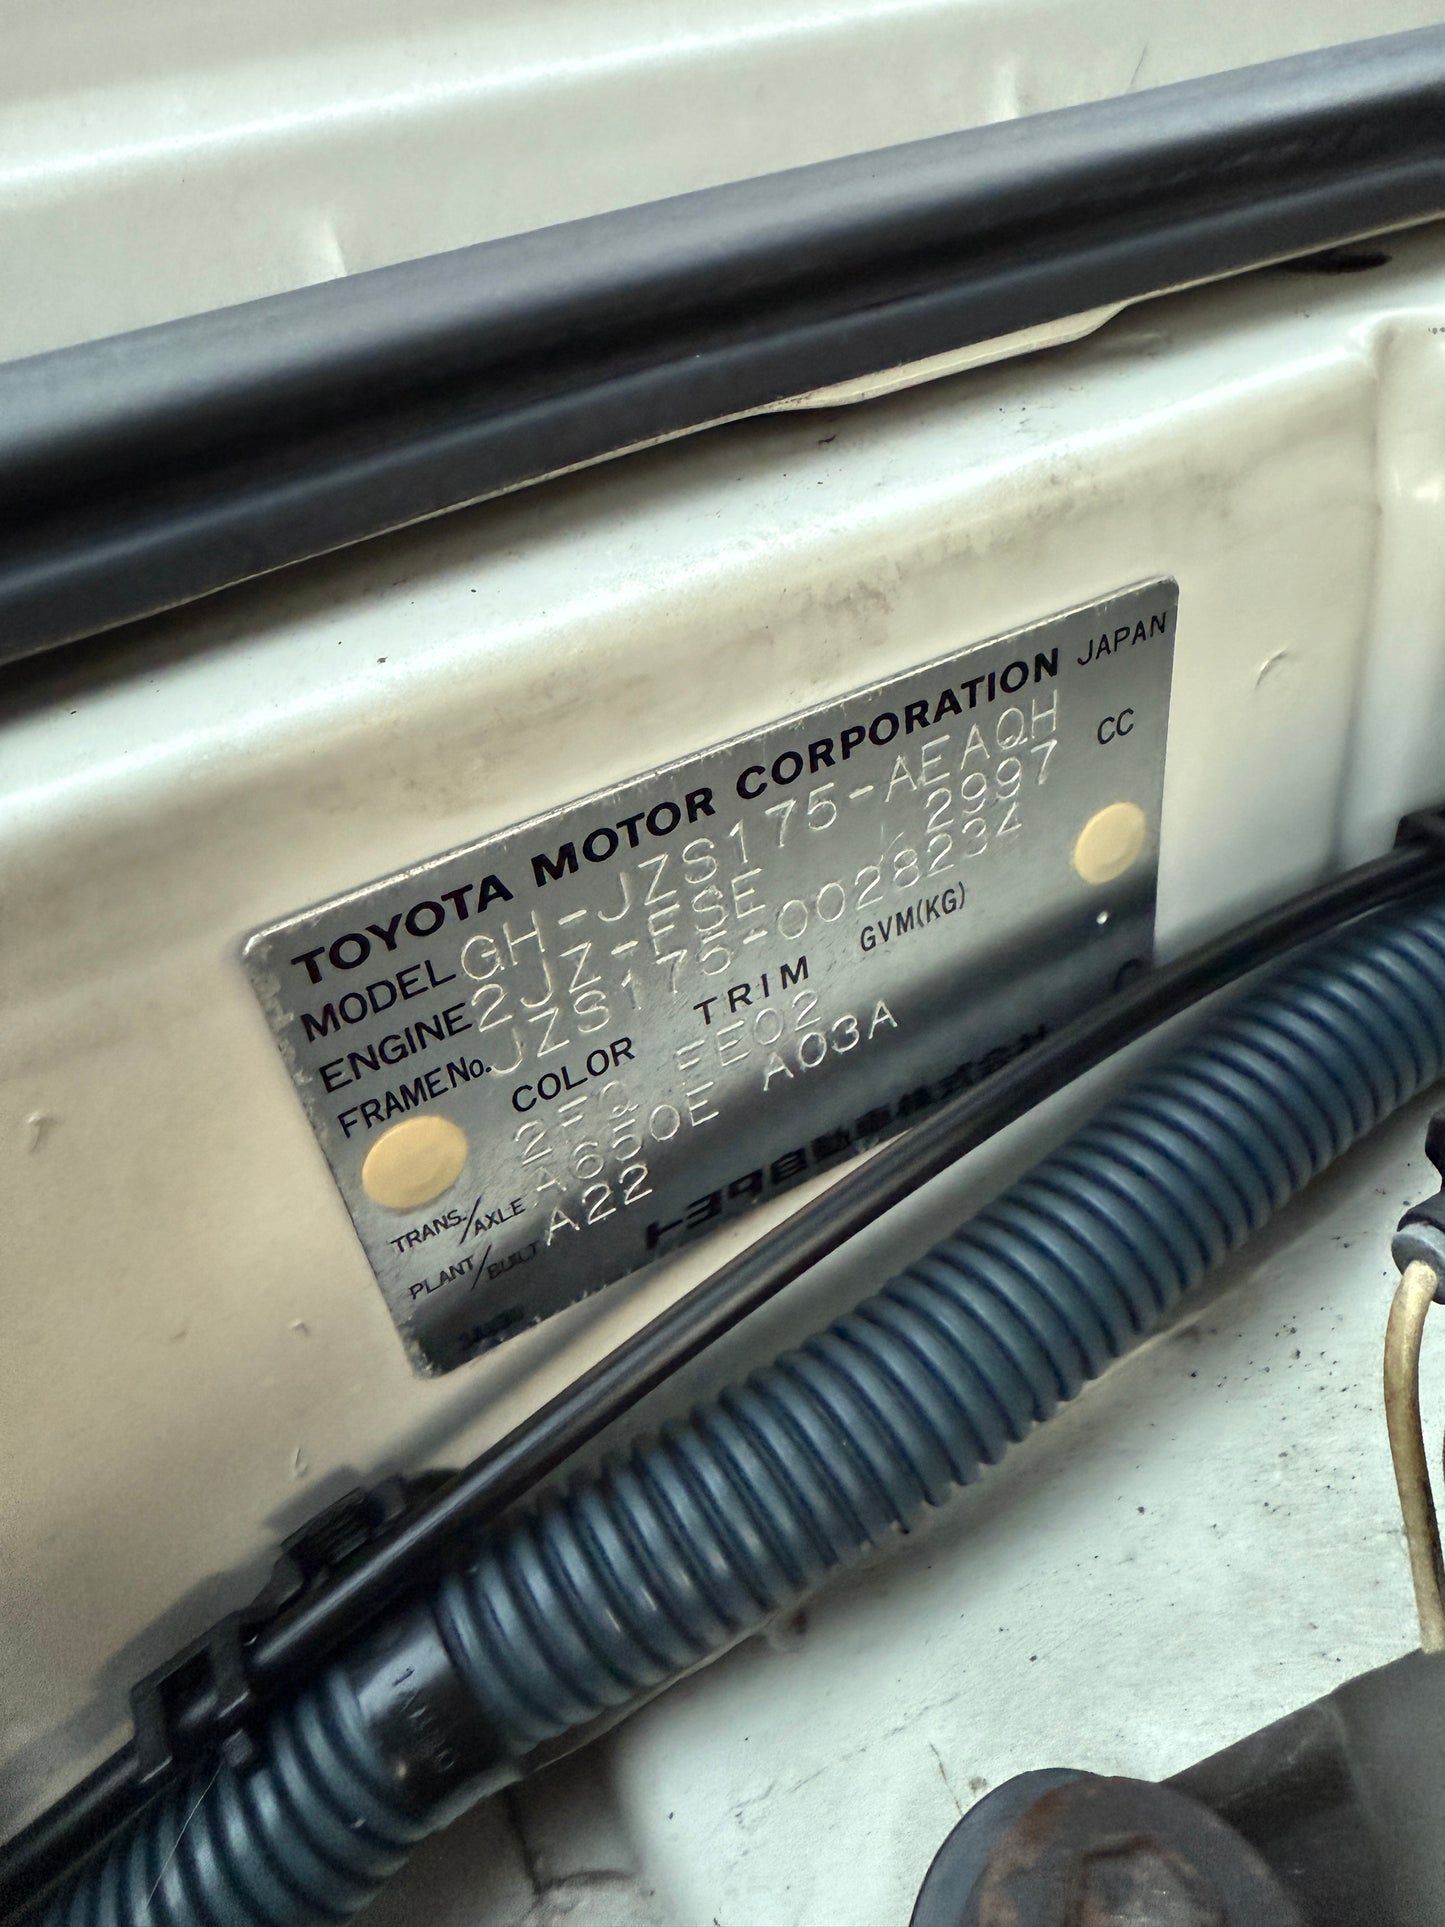 TOYOTA MOTOR CORPORATION JAPAN
MODEL GH-JZS175-AEAQH
ENGINE 2JZ-FSE 2997 CC
FRAME No. JZS175-0028234
COLOR TRIM GVM(KG)
2FQ FE02
TRANS./AXLE A650E A03A
PLANT/BUILT A22
トヨタ自動車株式会社